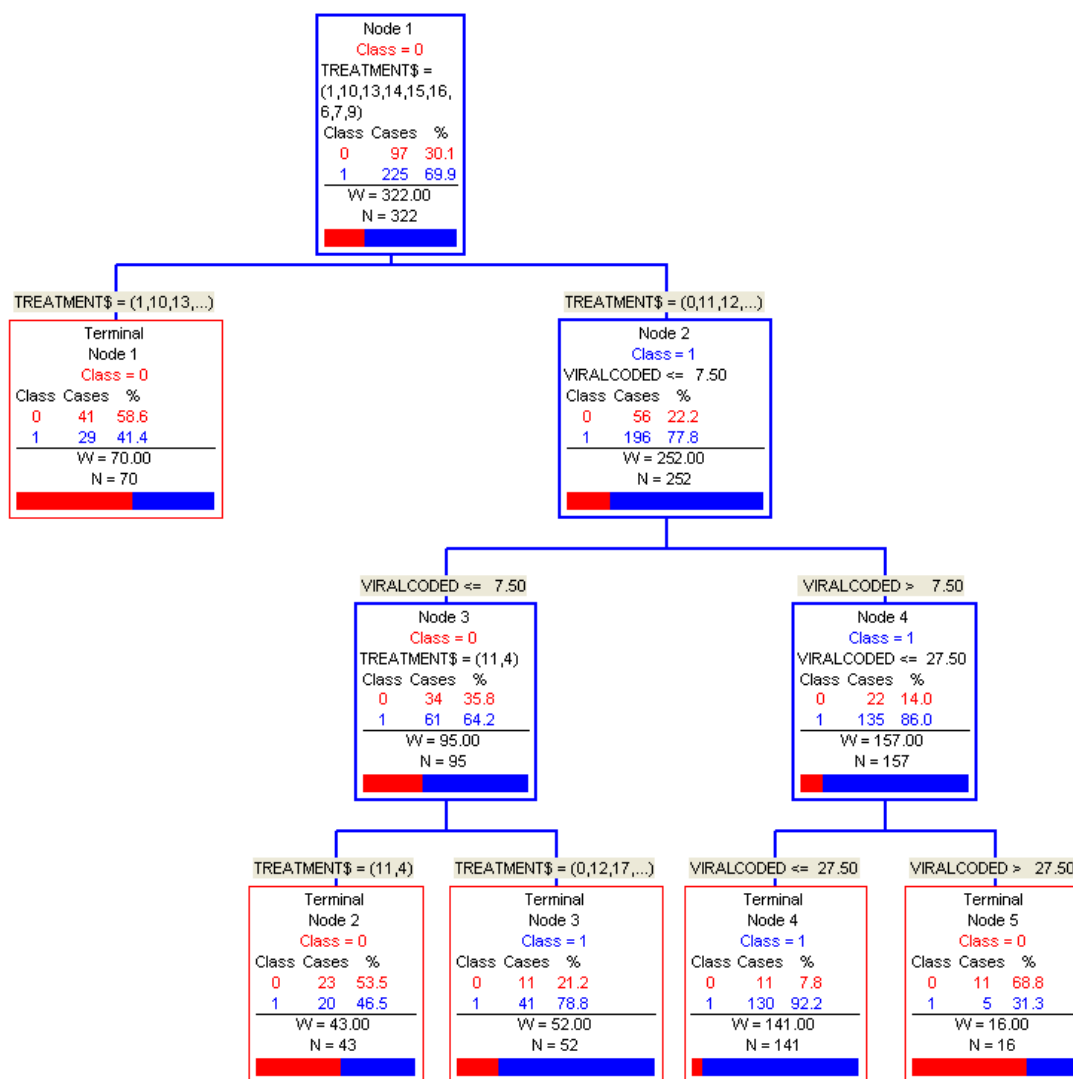 Node 1
Class = 0
TREATMENT$ =
(1,10,13,14,15,16,
6,7,9)
Class Cases %
0 97 30.1
1 225 69.9
W = 322.00
N = 322
TREATMENT$ = (1,10,13,...)
Terminal
Node 1
Class = 0
Class Cases %
0 41 58.6
1 29 41.4
W = 70.00
N = 70
TREATMENT$ = (0,11,12,...)
Node 2
Class = 1
VIRALCODED <= 7.50
Class Cases %
0 56 22.2
1 196 77.8
W = 252.00
N = 252
VIRALCODED <= 7.50
Node 3
Class = 0
TREATMENT$ = (11,4)
Class Cases %
0 34 35.8
1 61 64.2
W = 95.00
N = 95
VIRALCODED > 7.50
Node 4
Class = 1
VIRALCODED <= 27.50
Class Cases %
0 22 14.0
1 135 86.0
W = 157.00
N = 157
TREATMENT$ = (11,4)
Terminal
Node 2
Class = 0
Class Cases %
0 23 53.5
1 20 46.5
W = 43.00
N = 43
TREATMENT$ = (0,12,17,...)
Terminal
Node 3
Class = 1
Class Cases %
0 11 21.2
1 41 78.8
W = 52.00
N = 52
VIRALCODED <= 27.50
Terminal
Node 4
Class = 1
Class Cases %
0 11 7.8
1 130 92.2
W = 141.00
N = 141
VIRALCODED > 27.50
Terminal
Node 5
Class = 0
Class Cases %
0 11 68.8
1 5 31.3
W = 16.00
N = 16